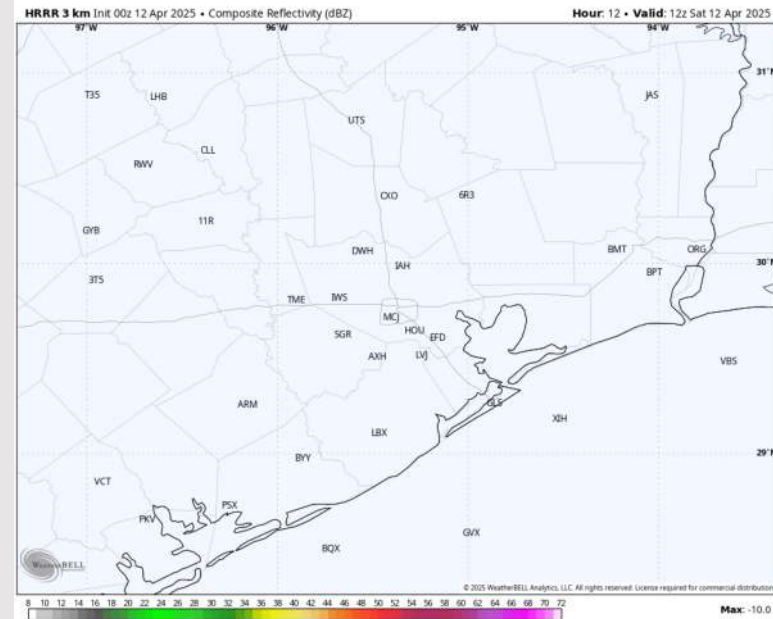 HRRR 3 km Init 00z 12 Apr 2025 • Composite Reflectivity (dBZ) Hour: 12 • Valid: 12z Sat 12 Apr 2025
97°W 96°W 95°W 94°W
31°N
T35 LHB JAS
UTS
CLL
RWV
CXO 6R3
11R
GYB
DWH BMT ORG
30°N
IAH
BPT
3T5
TME IWS
MCJ
SGR HOU EFD
AXH LVJ
VBS
ARM GLS
XIH
LBX
29°N
BYY
VCT
PSX
PKV
GVX
BQX
WeatherBELL
© 2025 WeatherBELL Analytics, LLC. All rights reserved. License required for commercial distribution
8 10 12 14 16 18 20 22 24 26 28 30 32 34 36 38 40 42 44 46 48 50 52 54 56 58 60 62 64 66 68 70 72
Max: -10.0